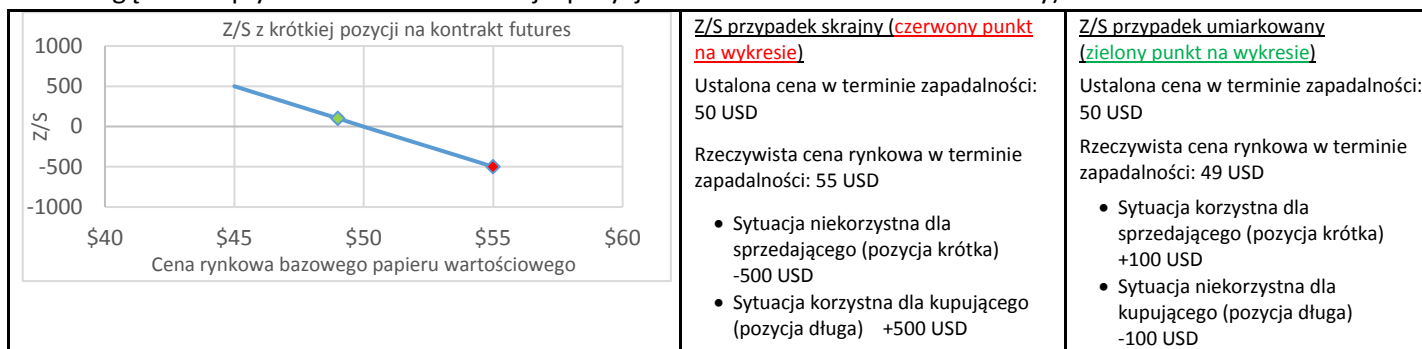 Z/S z krótkiej pozycji na kontrakt futures
1000
500
0
-500
-1000
Z/S
$40 $45 $50 $55 $60
Cena rynkowa bazowego papieru wartościowego
Z/S przypadek skrajny (czerwony punkt
na wykresie)
Ustalona cena w terminie zapadalności:
50 USD
Rzeczywista cena rynkowa w terminie
zapadalności: 55 USD
• Sytuacja niekorzystna dla
sprzedającego (pozycja krótka)
-500 USD
• Sytuacja korzystna dla kupującego
(pozycja długa) +500 USD
Z/S przypadek umiarkowany
(zielony punkt na wykresie)
Ustalona cena w terminie zapadalności:
50 USD
Rzeczywista cena rynkowa w terminie
zapadalności: 49 USD
• Sytuacja korzystna dla
sprzedającego (pozycja krótka)
+100 USD
• Sytuacja niekorzystna dla
kupującego (pozycja długa)
-100 USD